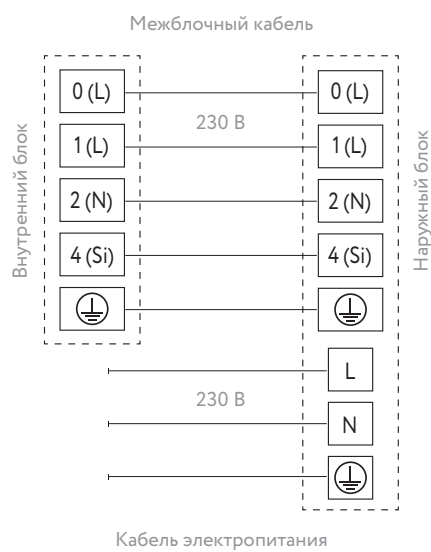 Межблочный кабель
0 (L) 0 (L)
230 В
1 (L) 1 (L)
2 (N) 2 (N)
4 (Si) 4 (Si)
Внутренний блок
Наружный блок
L
230 В
N
Кабель электропитания